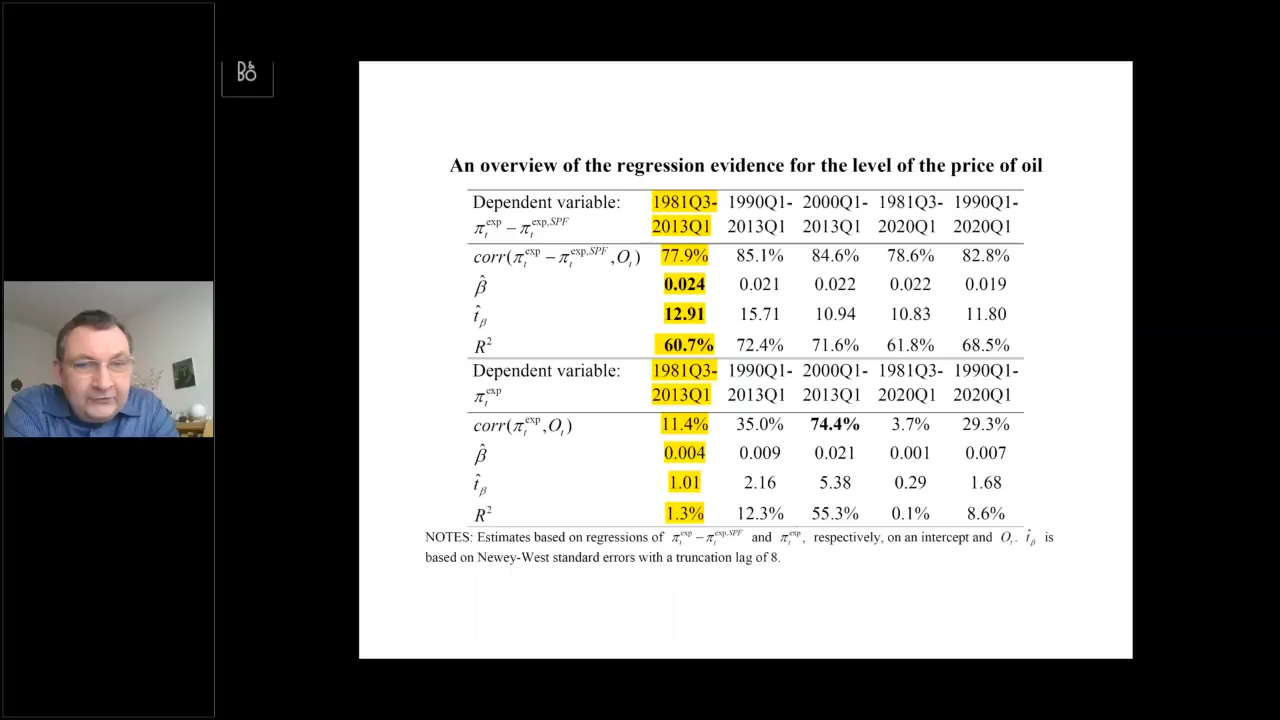 D&
BO
An overview of the regression evidence for the level of the price of oil
Dependent variable: 1981Q3- 1990Q1- 2000Q1- 1981Q3- 1990Q1-
π_t^exp − π_t^exp,SPF 2013Q1 2013Q1 2013Q1 2020Q1 2020Q1
corr(π_t^exp − π_t^exp,SPF, O_t) 77.9% 85.1% 84.6% 78.6% 82.8%
β̂ 0.024 0.021 0.022 0.022 0.019
t̂_β 12.91 15.71 10.94 10.83 11.80
R² 60.7% 72.4% 71.6% 61.8% 68.5%
Dependent variable: 1981Q3- 1990Q1- 2000Q1- 1981Q3- 1990Q1-
π_t^exp 2013Q1 2013Q1 2013Q1 2020Q1 2020Q1
corr(π_t^exp, O_t) 11.4% 35.0% 74.4% 3.7% 29.3%
β̂ 0.004 0.009 0.021 0.001 0.007
t̂_β 1.01 2.16 5.38 0.29 1.68
R² 1.3% 12.3% 55.3% 0.1% 8.6%
NOTES: Estimates based on regressions of π_t^exp − π_t^exp,SPF and π_t^exp, respectively, on an intercept and O_t. t̂_β is
based on Newey-West standard errors with a truncation lag of 8.